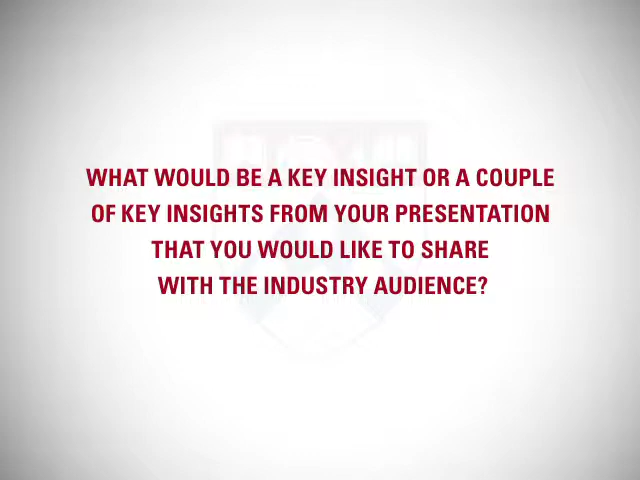 WHAT WOULD BE A KEY INSIGHT OR A COUPLE
OF KEY INSIGHTS FROM YOUR PRESENTATION
THAT YOU WOULD LIKE TO SHARE
WITH THE INDUSTRY AUDIENCE?